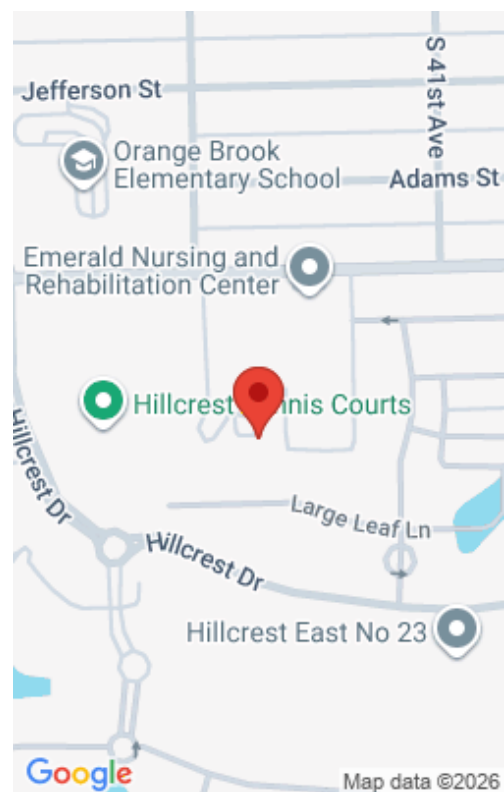 S 41st Ave
Jefferson St
Orange Brook
Elementary School
Adams St
Emerald Nursing and
Rehabilitation Center
Hillcrest Tennis Courts
Hillcrest Dr
Large Leaf Ln
Hillcrest Dr
Hillcrest East No 23
Google
Map data ©2026